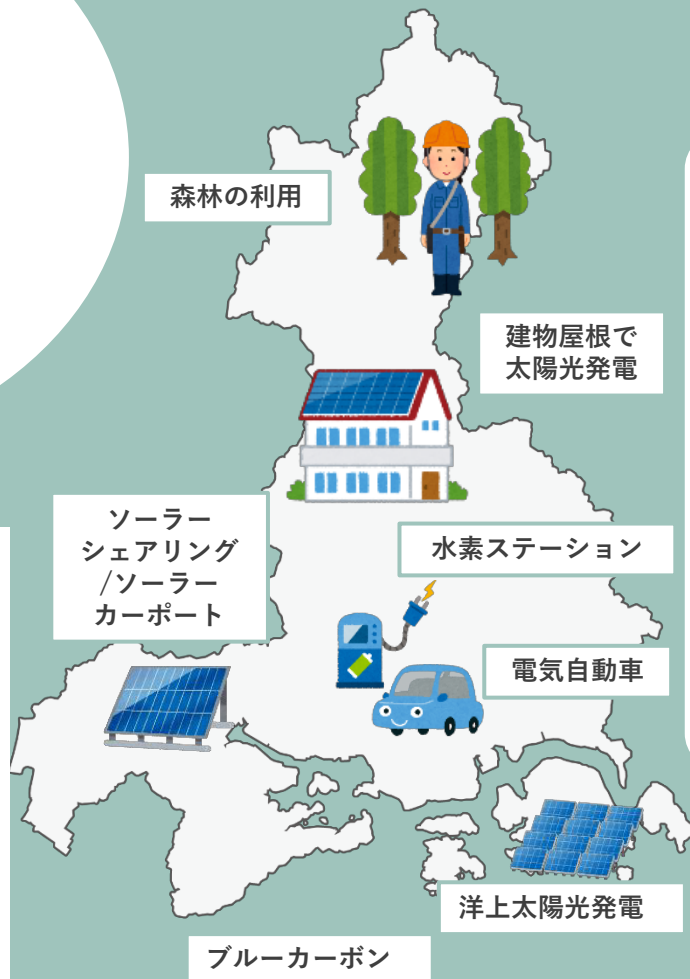 森林の利用
建物屋根で
太陽光発電
ソーラー
シェアリング
/ソーラー
カーポート
水素ステーション
電気自動車
洋上太陽光発電
ブルーカーボン